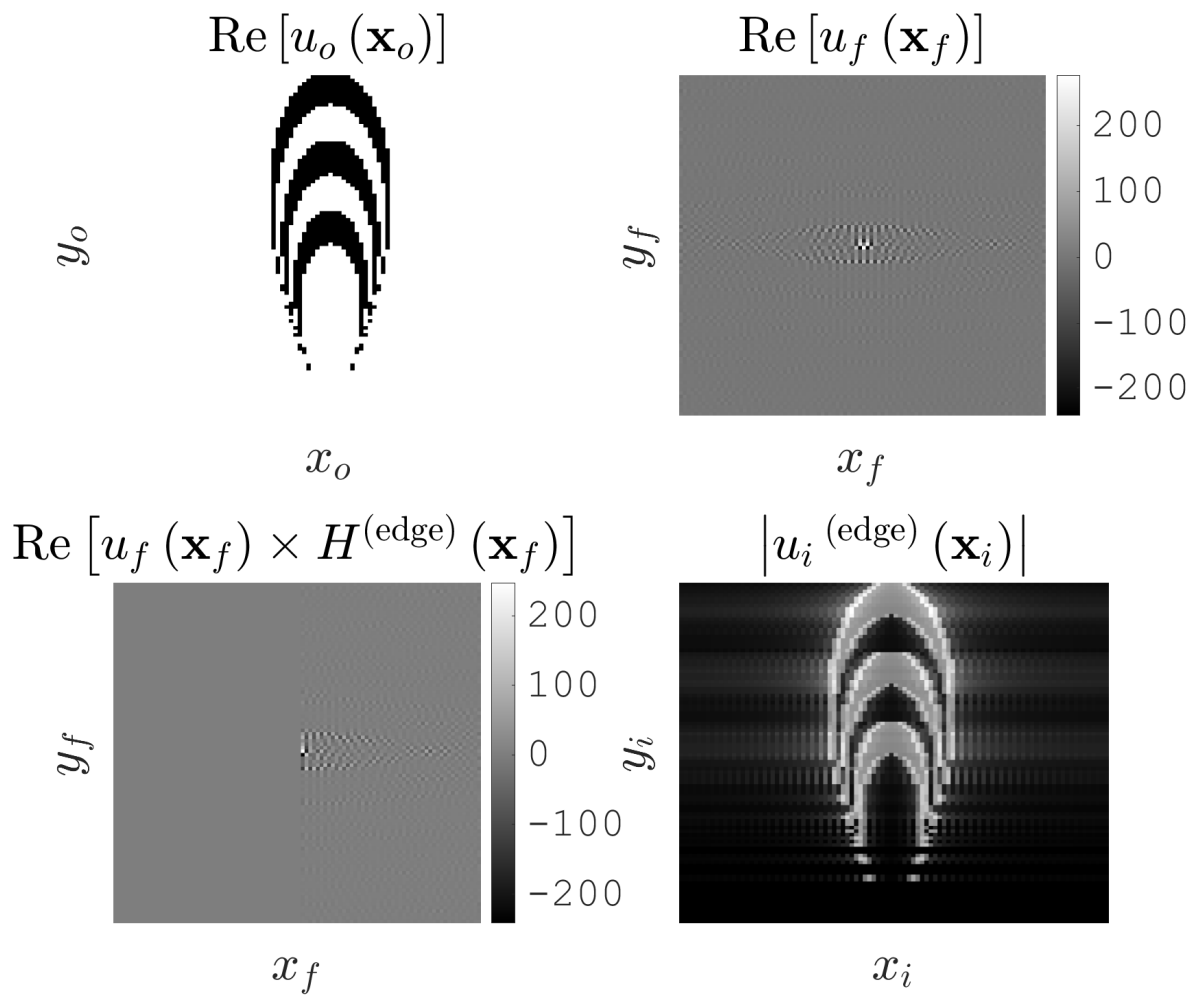 Re [u_o (x_o)]
y_o
x_o
Re [u_f (x_f)]
y_f
200
100
0
−100
−200
x_f
Re [u_f (x_f) × H^(edge) (x_f)]
y_f
200
100
0
−100
−200
x_f
|u_i^(edge) (x_i)|
y_i
x_i